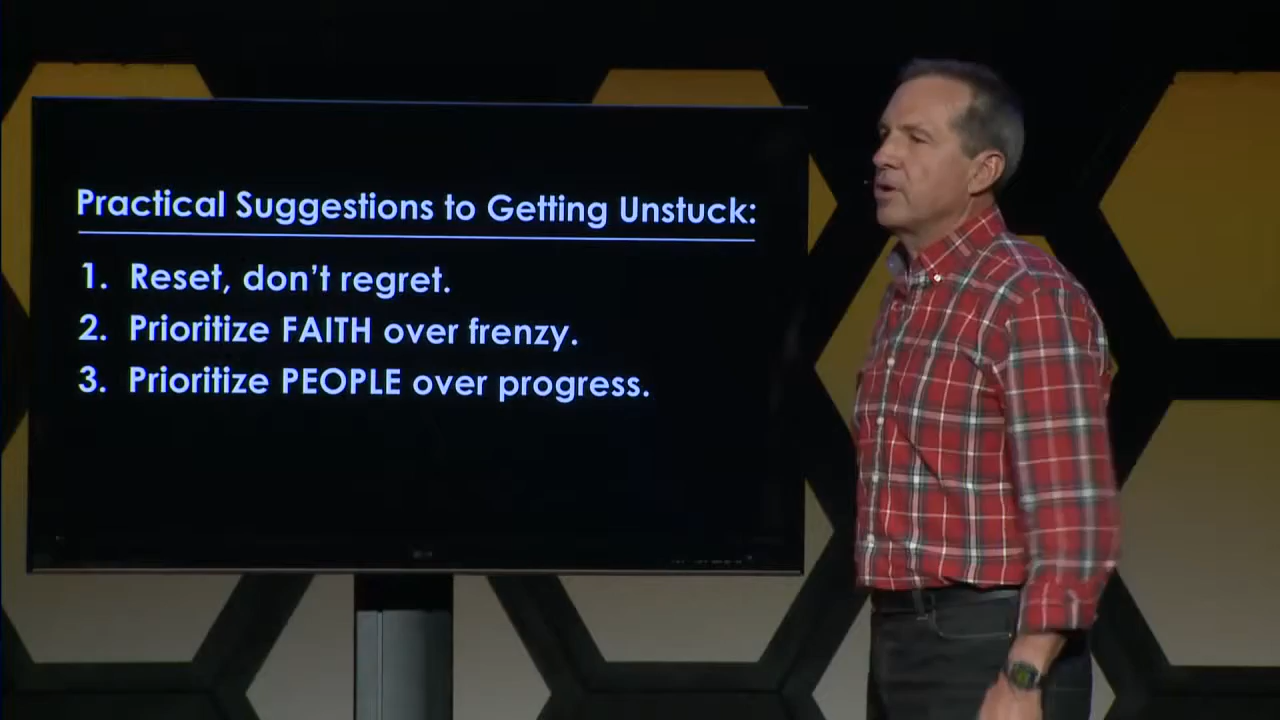 Practical Suggestions to Getting Unstuck:
1. Reset, don't regret.
2. Prioritize FAITH over frenzy.
3. Prioritize PEOPLE over progress.